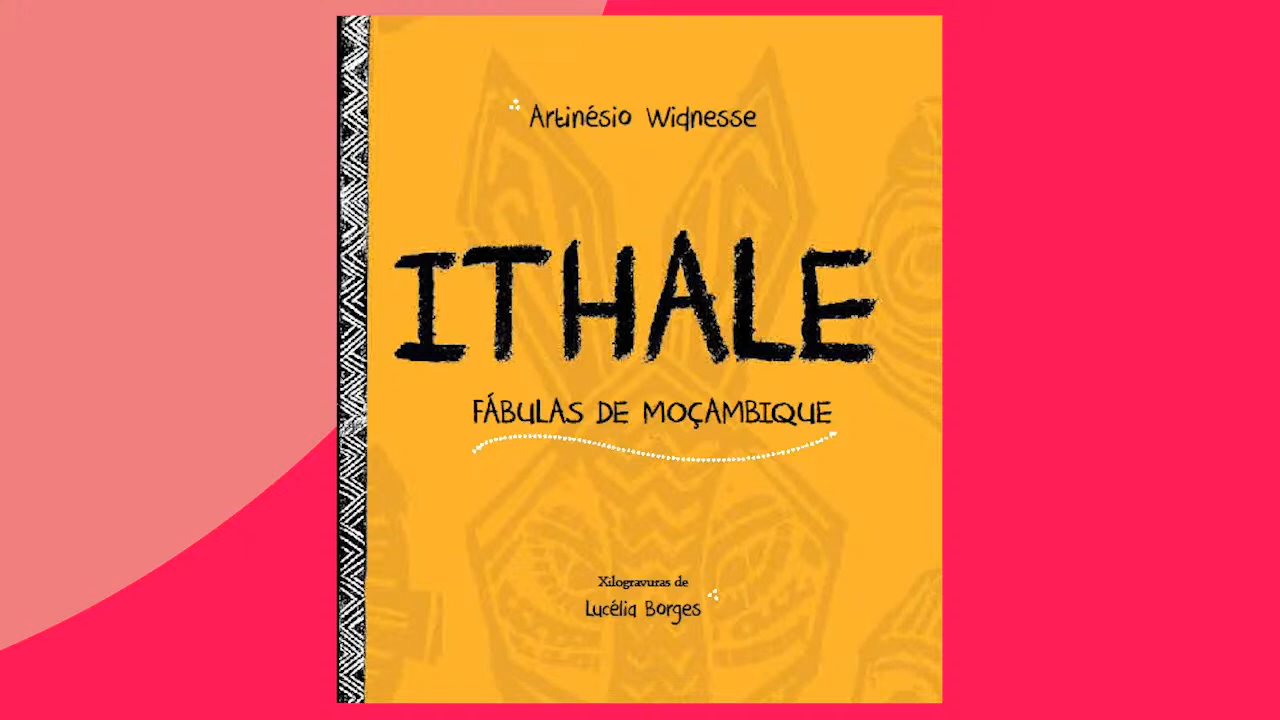 Artinésio Widnesse
ITHALE
FÁBULAS DE MOÇAMBIQUE
Xilogravuras de
Lucélia Borges